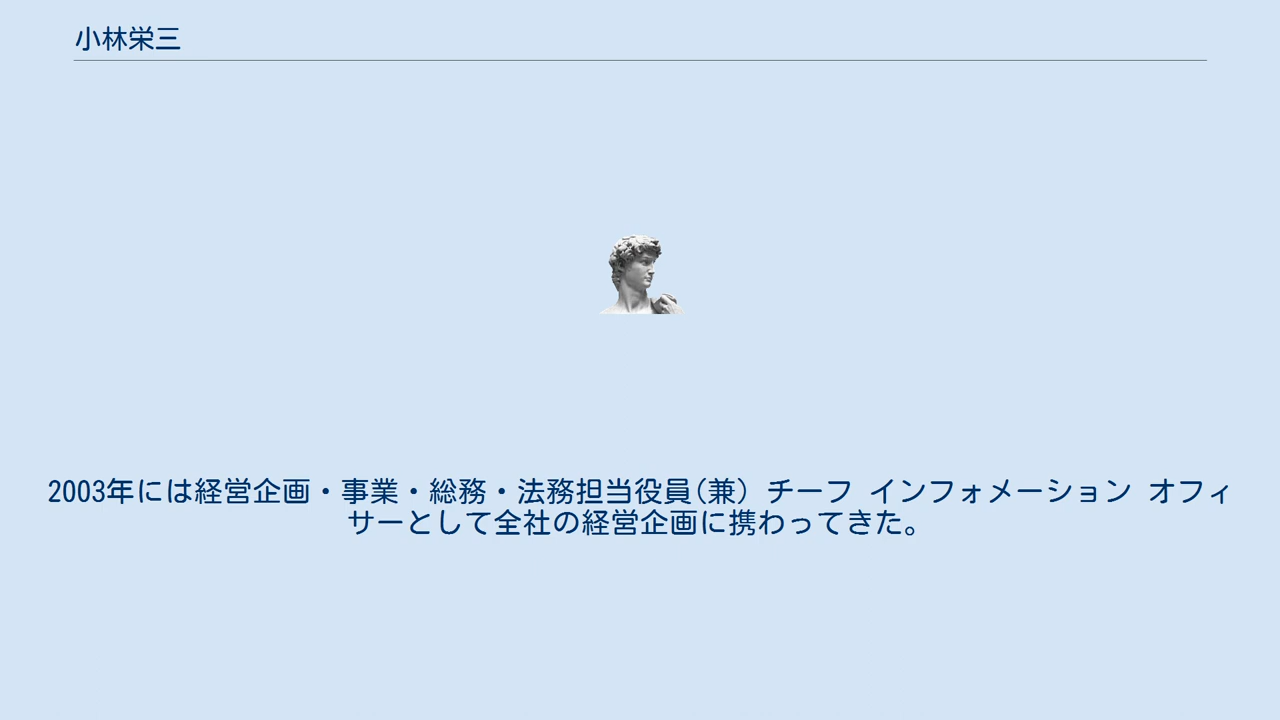 小林栄三
2003年には経営企画・事業・総務・法務担当役員(兼) チーフ インフォメーション オフィ
サーとして全社の経営企画に携わってきた。